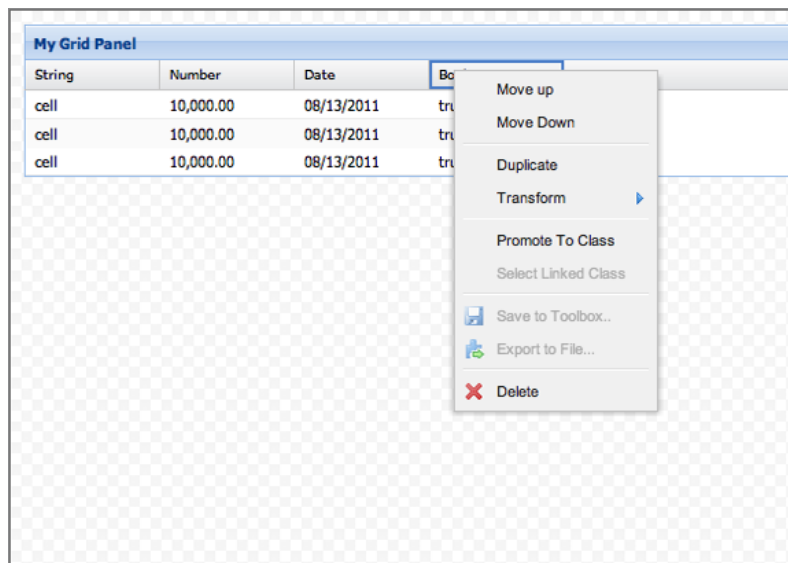 My Grid Panel
String Number Date
cell 10,000.00 08/13/2011
cell 10,000.00 08/13/2011
cell 10,000.00 08/13/2011
Move up
Move Down
Duplicate
Transform
Promote To Class
Select Linked Class
Save to Toolbox..
Export to File...
Delete